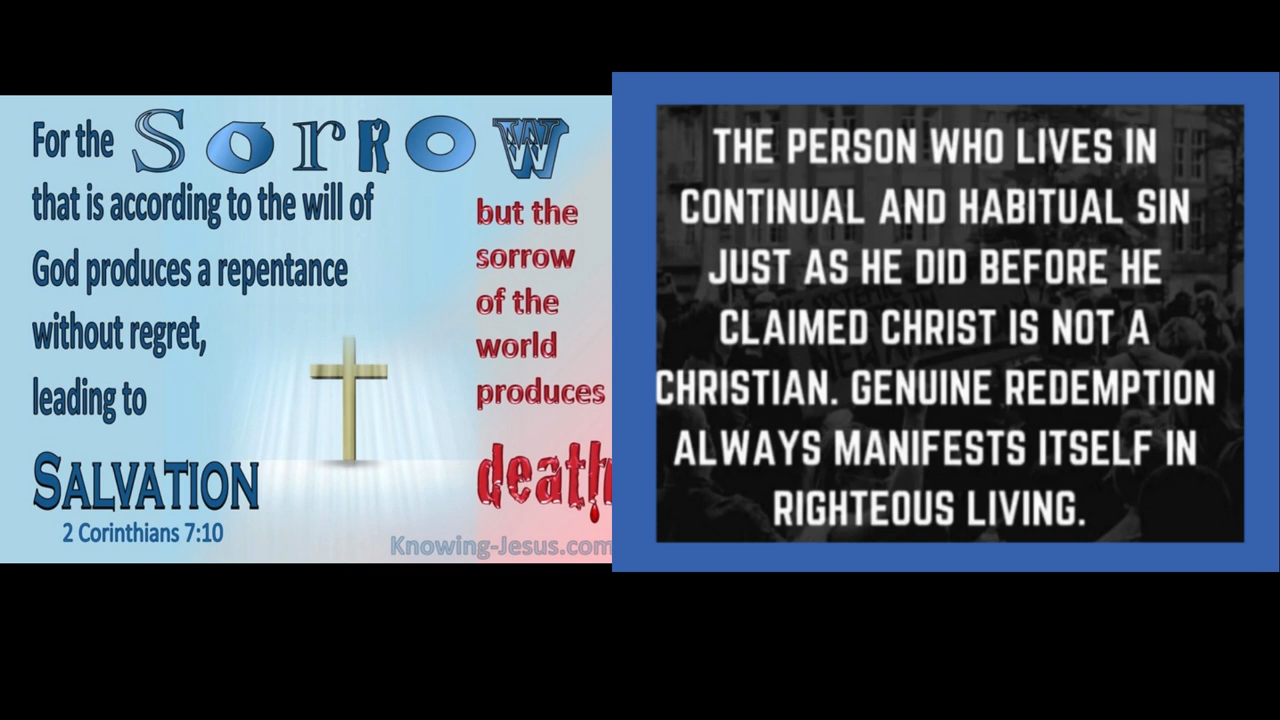 For the Sorrow
that is according to the will of
God produces a repentance
without regret,
leading to
SALVATION
2 Corinthians 7:10
but the
sorrow
of the
world
produces
death
Knowing-Jesus.com
THE PERSON WHO LIVES IN
CONTINUAL AND HABITUAL SIN
JUST AS HE DID BEFORE HE
CLAIMED CHRIST IS NOT A
CHRISTIAN. GENUINE REDEMPTION
ALWAYS MANIFESTS ITSELF IN
RIGHTEOUS LIVING.